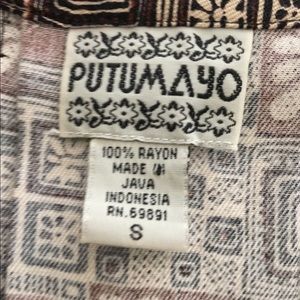 PUTUMAYO
100% RAYON
MADE IN
JAVA
INDONESIA
RN.69891
S